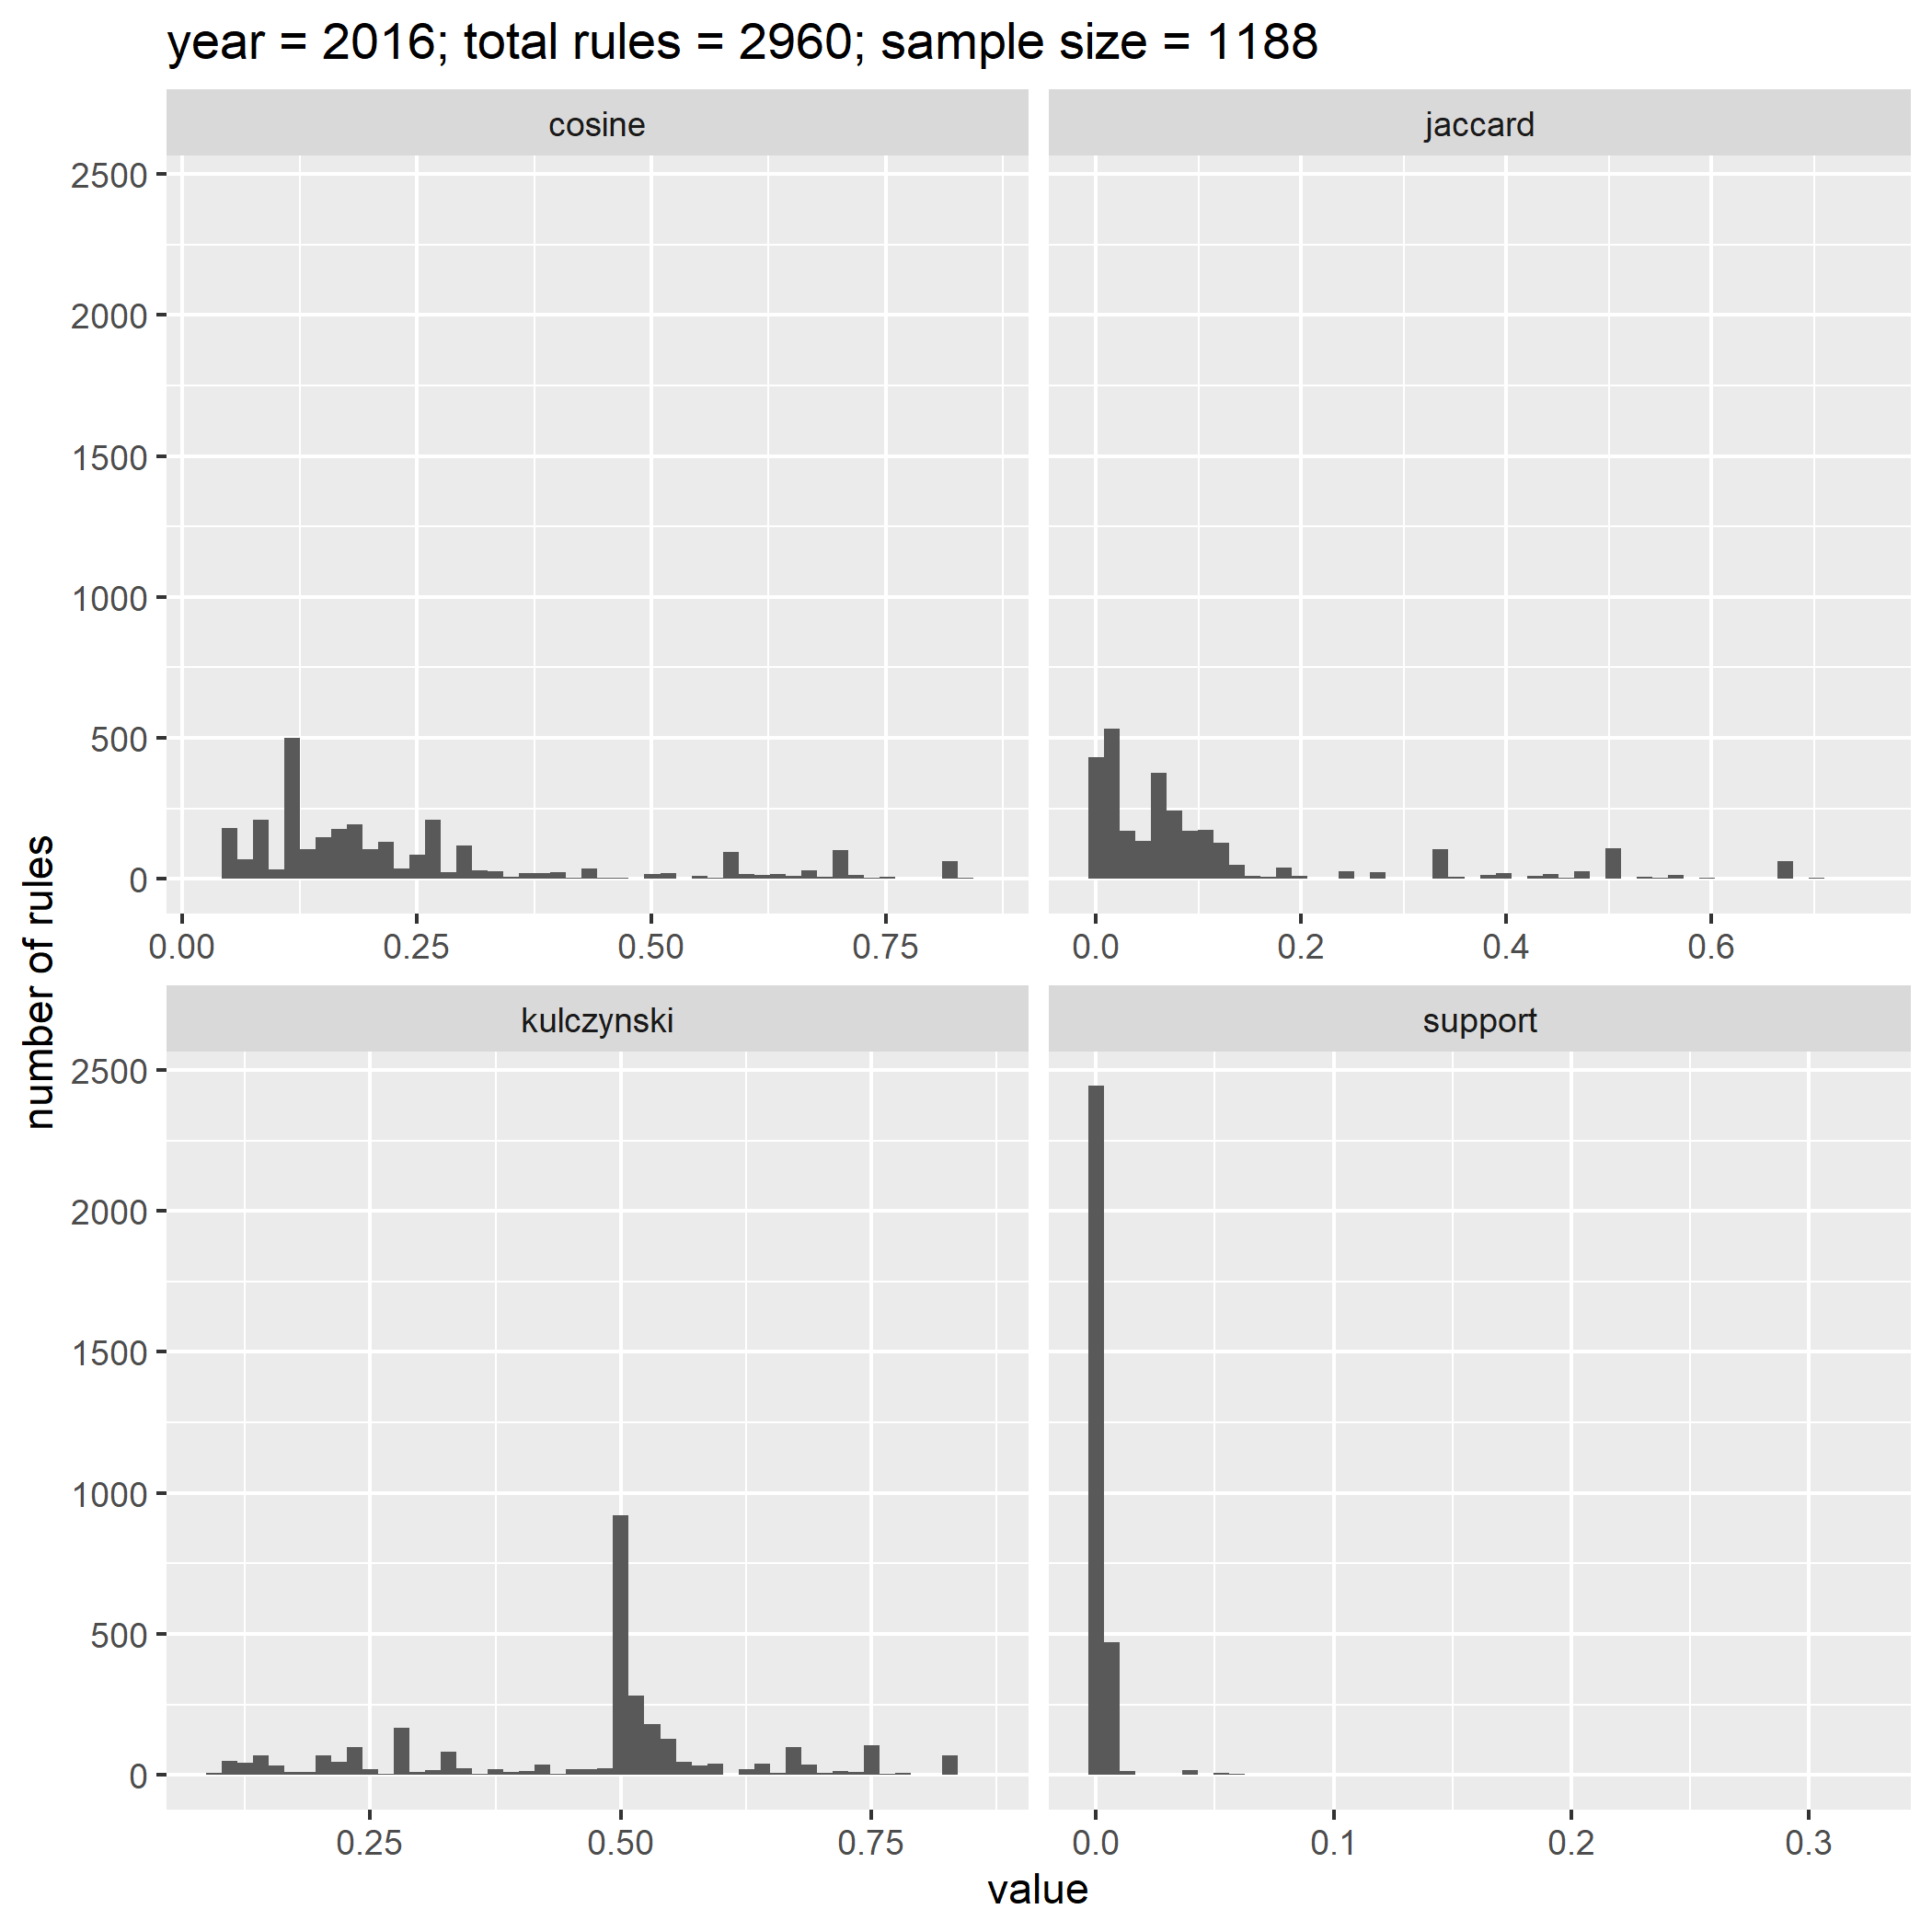 year = 2016; total rules = 2960; sample size = 1188
cosine
jaccard
2500
2000
1500
1000
500
0
0.00 0.25 0.50 0.75
0.0 0.2 0.4 0.6
number of rules
kulczynski
support
2500
2000
1500
1000
500
0
0.25 0.50 0.75
0.0 0.1 0.2 0.3
value